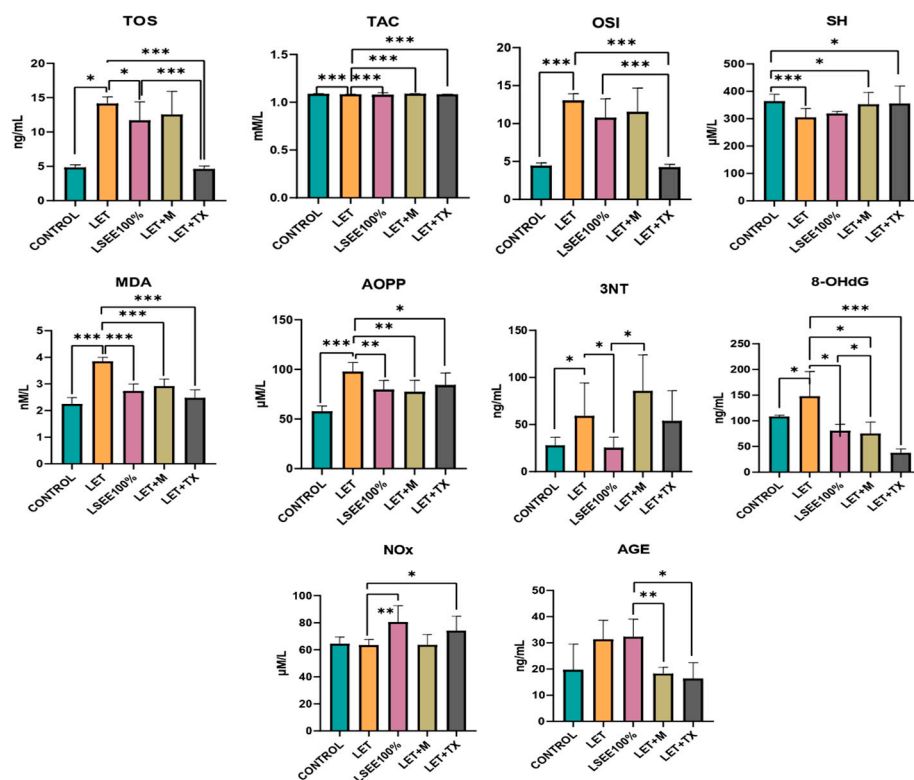 TOS
***
*
*
***
20
15
10
5
0
ng/mL
CONTROL
LET
LSEE100%
LET+M
LET+TX
TAC
***
***
***
***
1.5
1.0
0.5
0.0
mM/L
CONTROL
LET
LSEE100%
LET+M
LET+TX
OSI
***
***
***
15
10
5
0
CONTROL
LET
LSEE100%
LET+M
LET+TX
SH
*
*
***
500
400
300
200
100
0
µM/L
CONTROL
LET
LSEE100%
LET+M
LET+TX
MDA
***
***
***
***
5
4
3
2
1
0
nM/L
CONTROL
LET
LSEE100%
LET+M
LET+TX
AOPP
*
**
***
**
150
100
50
0
µM/L
CONTROL
LET
LSEE100%
LET+M
LET+TX
3NT
*
*
*
150
100
50
0
ng/mL
CONTROL
LET
LSEE100%
LET+M
LET+TX
8-OHdG
***
*
*
*
*
250
200
150
100
50
0
ng/mL
CONTROL
LET
LSEE100%
LET+M
LET+TX
NOx
*
**
100
80
60
40
20
0
µM/L
CONTROL
LET
LSEE100%
LET+M
LET+TX
AGE
*
**
50
40
30
20
10
0
ng/mL
CONTROL
LET
LSEE100%
LET+M
LET+TX